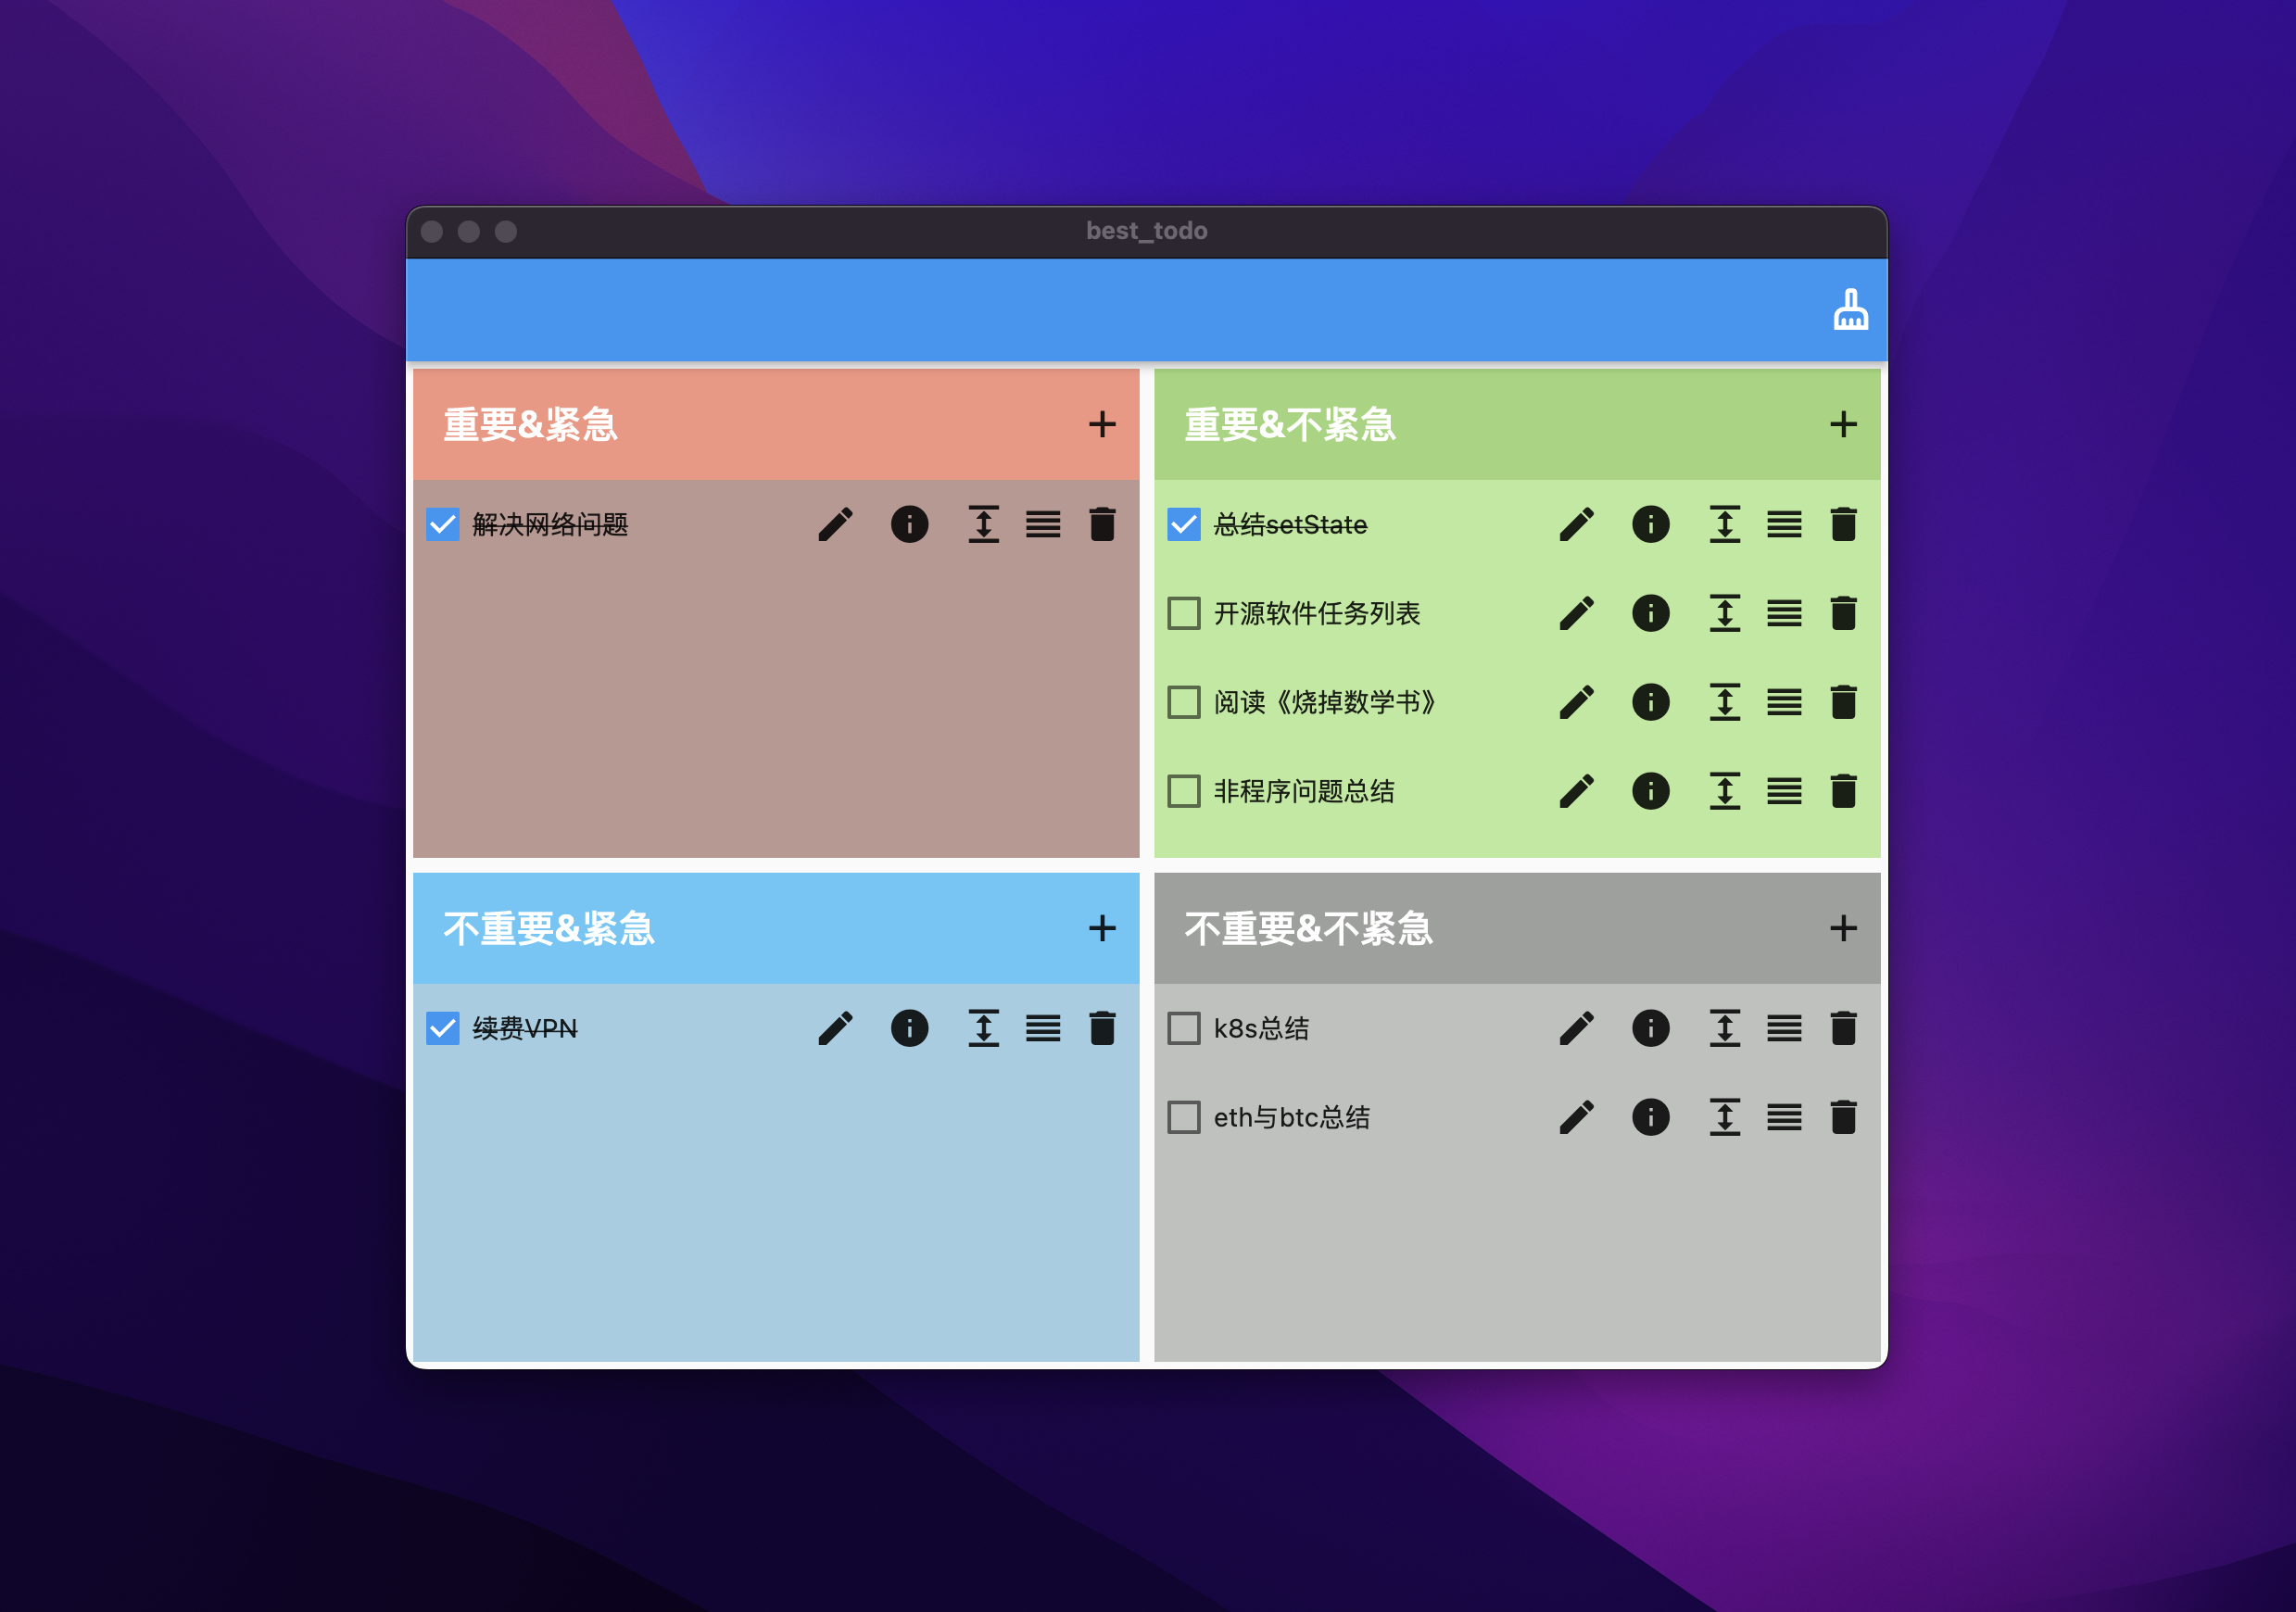 best_todo
重要&紧急
解决网络问题
重要&不紧急
总结setState
开源软件任务列表
阅读《烧掉数学书》
非程序问题总结
不重要&紧急
续费VPN
不重要&不紧急
k8s总结
eth与btc总结